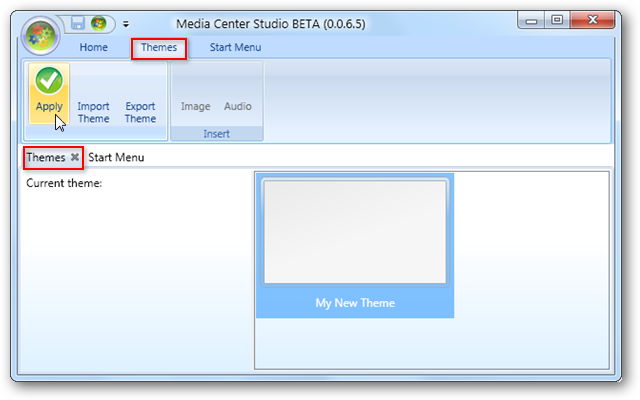 Media Center Studio BETA (0.0.6.5)
Home Themes Start Menu
Apply Import Theme Export Theme Image Audio
Insert
Themes Start Menu
Current theme:
My New Theme